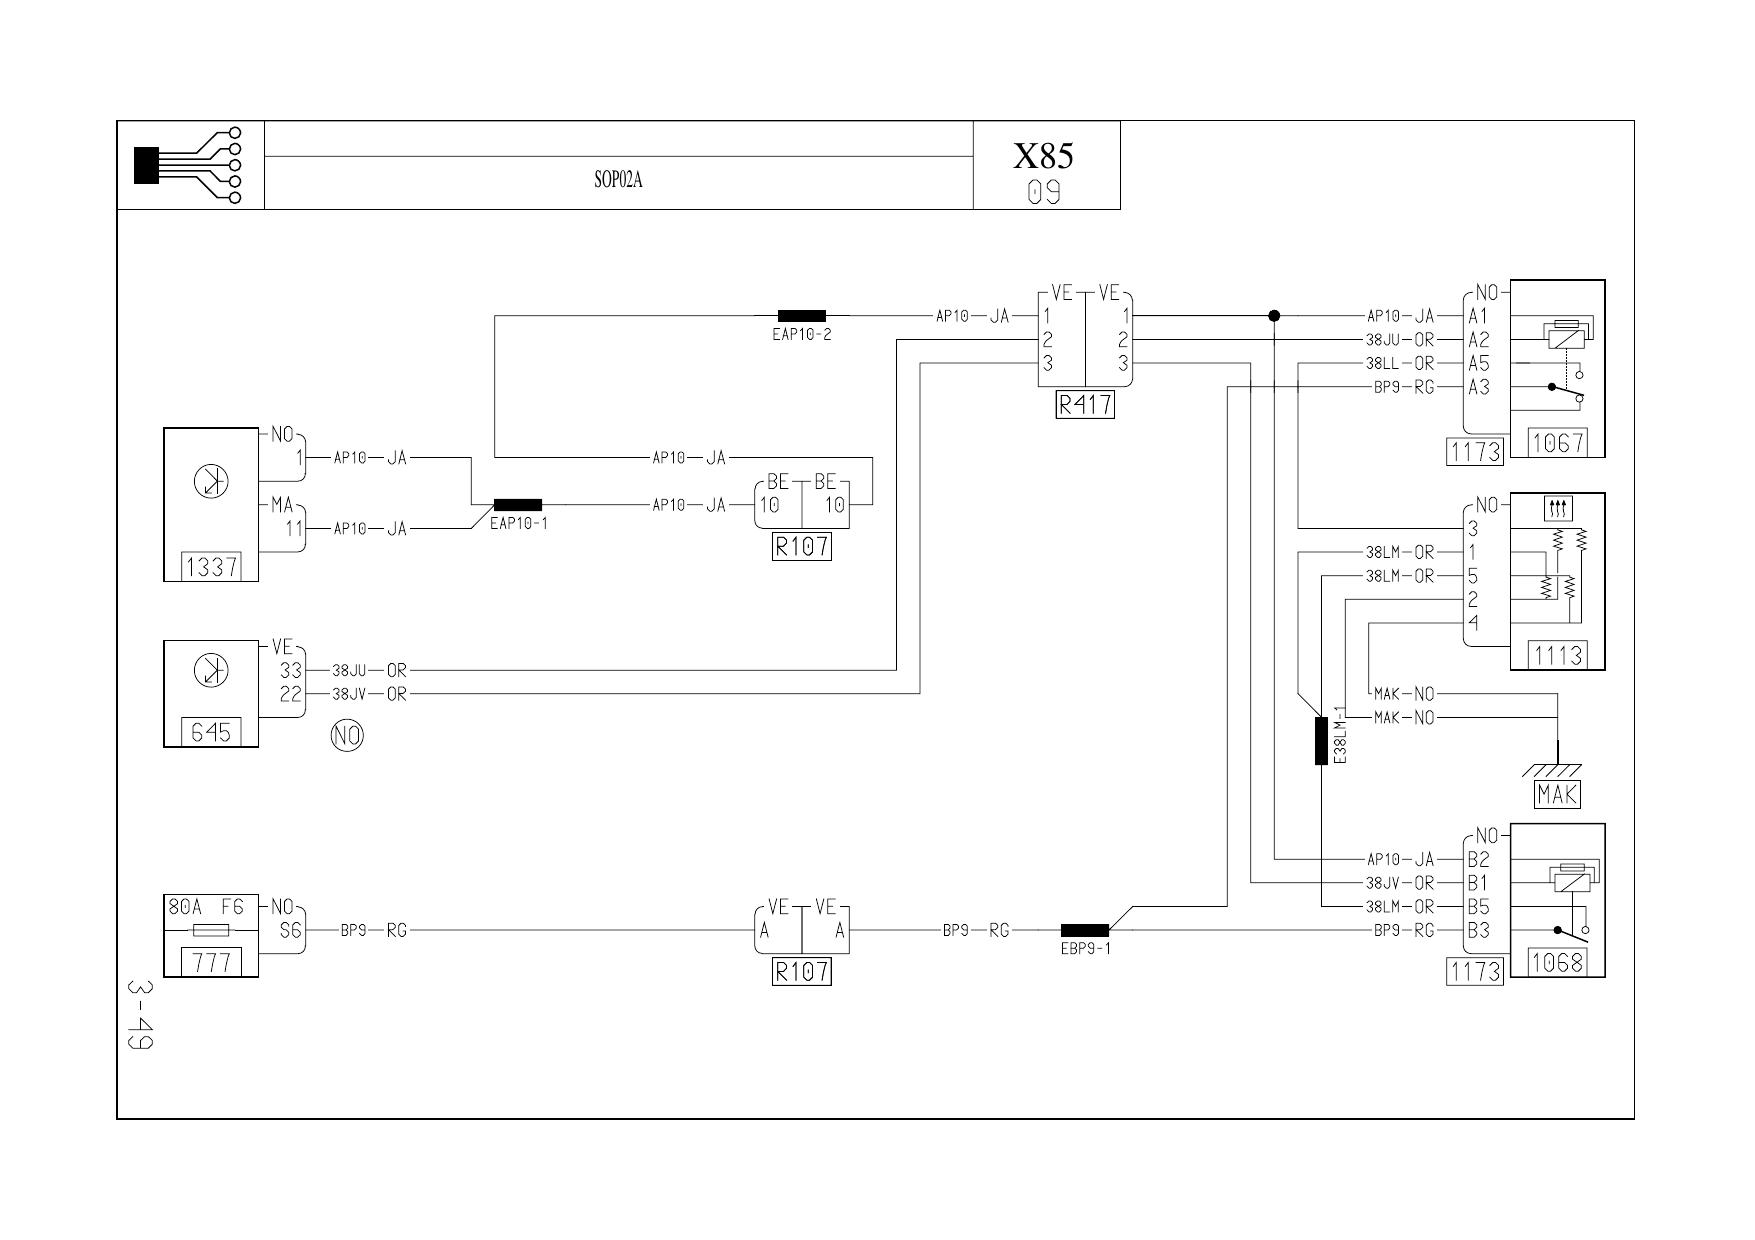 X85
SOP02A
09
VE VE
NO
AP10 JA 1 1 AP10 JA A1
EAP10-2
2 2 38JU OR A2
3 3 38LL OR A5
BP9 RG A3
R417
NO
1067
1173
1 AP10 JA AP10 JA
BE BE
MA AP10 JA 10 10 NO
EAP10-1
11 AP10 JA 3
R107
1337
38LM OR 1
38LM OR 5
2
4
VE
1113
33 38JU OR
22 38JV OR
MAK NO
MAK NO
645
NO
E38LM-1
MAK
NO
AP10 JA B2
38JV OR B1
80A F6 NO VE VE 38LM OR B5
S6 BP9 RG A A BP9 RG BP9 RG B3
EBP9-1
777
R107
1173
1068
3-49